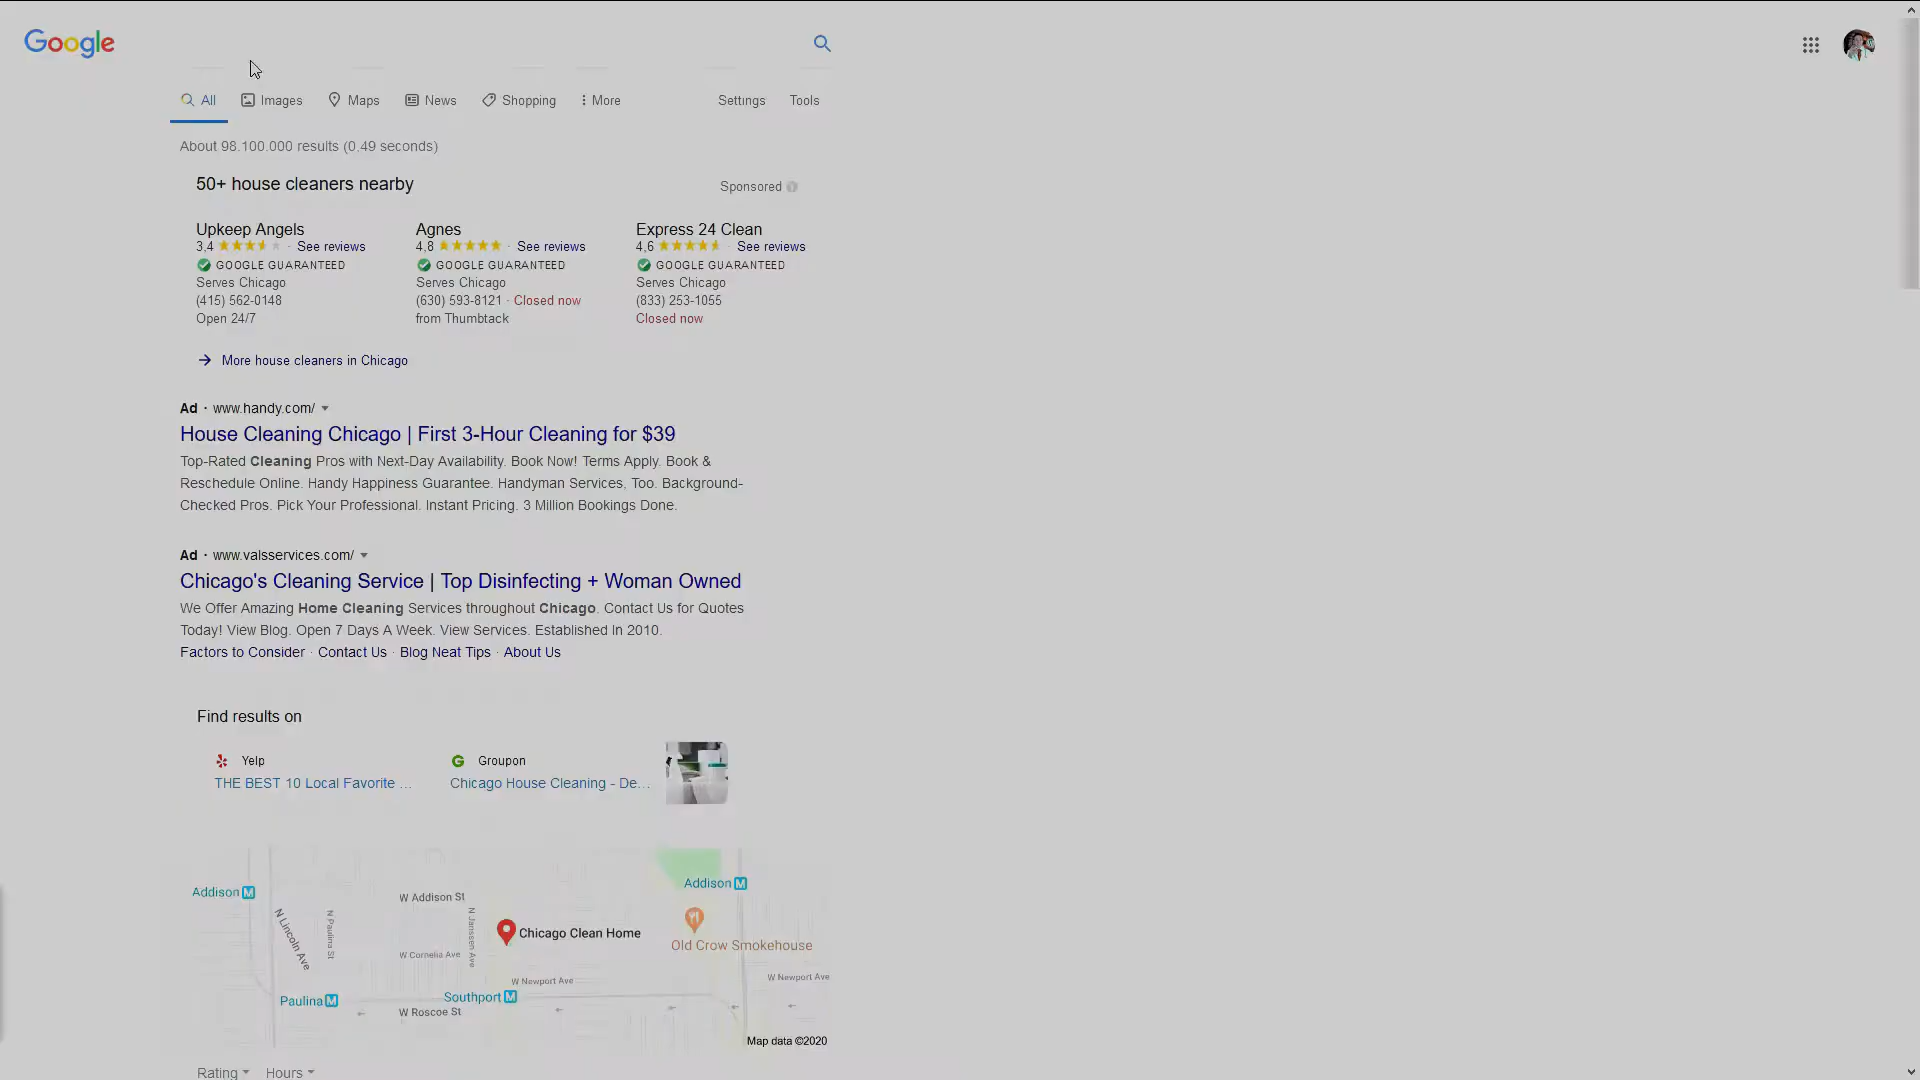 Google
All Images Maps News Shopping More Settings Tools
About 98.100.000 results (0.49 seconds)
50+ house cleaners nearby
Sponsored
Upkeep Angels
3,4 · See reviews
GOOGLE GUARANTEED
Serves Chicago
(415) 562-0148
Open 24/7
Agnes
4,8 · See reviews
GOOGLE GUARANTEED
Serves Chicago
(630) 593-8121 · Closed now
from Thumbtack
Express 24 Clean
4,6 · See reviews
GOOGLE GUARANTEED
Serves Chicago
(833) 253-1055
Closed now
More house cleaners in Chicago
Ad · www.handy.com/
House Cleaning Chicago | First 3-Hour Cleaning for $39
Top-Rated Cleaning Pros with Next-Day Availability. Book Now! Terms Apply. Book &
Reschedule Online. Handy Happiness Guarantee. Handyman Services, Too. Background-
Checked Pros. Pick Your Professional. Instant Pricing. 3 Million Bookings Done.
Ad · www.valsservices.com/
Chicago's Cleaning Service | Top Disinfecting + Woman Owned
We Offer Amazing Home Cleaning Services throughout Chicago. Contact Us for Quotes
Today! View Blog. Open 7 Days A Week. View Services. Established In 2010.
Factors to Consider · Contact Us · Blog Neat Tips · About Us
Find results on
Yelp
THE BEST 10 Local Favorite ...
Groupon
Chicago House Cleaning - De...
Addison M
Addison M
W Addison St
N Lincoln Ave
N Paulina St
N Janssen Ave
Chicago Clean Home
Old Crow Smokehouse
W Cornelia Ave
W Newport Ave
W Newport Ave
Paulina M
Southport M
W Roscoe St
Map data ©2020
Rating Hours